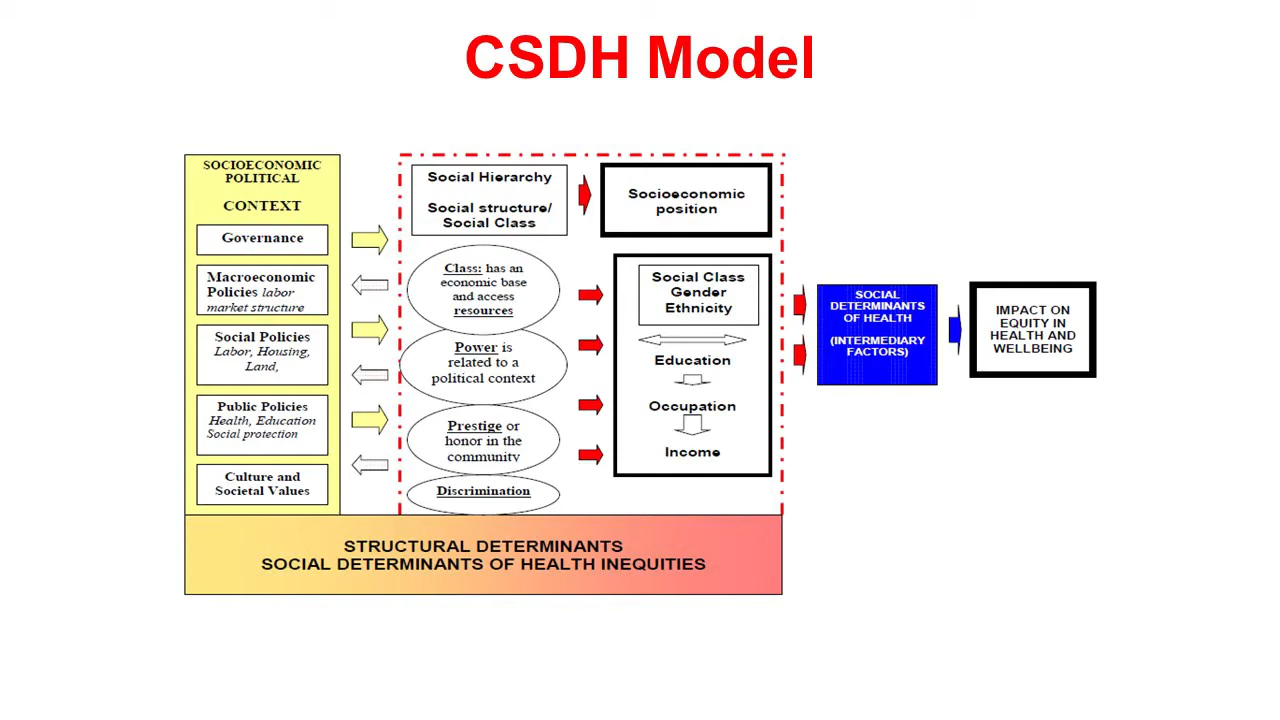 CSDH Model
SOCIOECONOMIC
POLITICAL
CONTEXT
Governance
Macroeconomic
Policies labor
market structure
Social Policies
Labor, Housing,
Land,
Public Policies
Health, Education
Social protection
Culture and
Societal Values
Social Hierarchy
Social structure/
Social Class
Class: has an
economic base
and access
resources
Power is
related to a
political context
Prestige or
honor in the
community
Discrimination
Socioeconomic
position
Social Class
Gender
Ethnicity
Education
Occupation
Income
SOCIAL
DETERMINANTS
OF HEALTH
(INTERMEDIARY
FACTORS)
IMPACT ON
EQUITY IN
HEALTH AND
WELLBEING
STRUCTURAL DETERMINANTS
SOCIAL DETERMINANTS OF HEALTH INEQUITIES